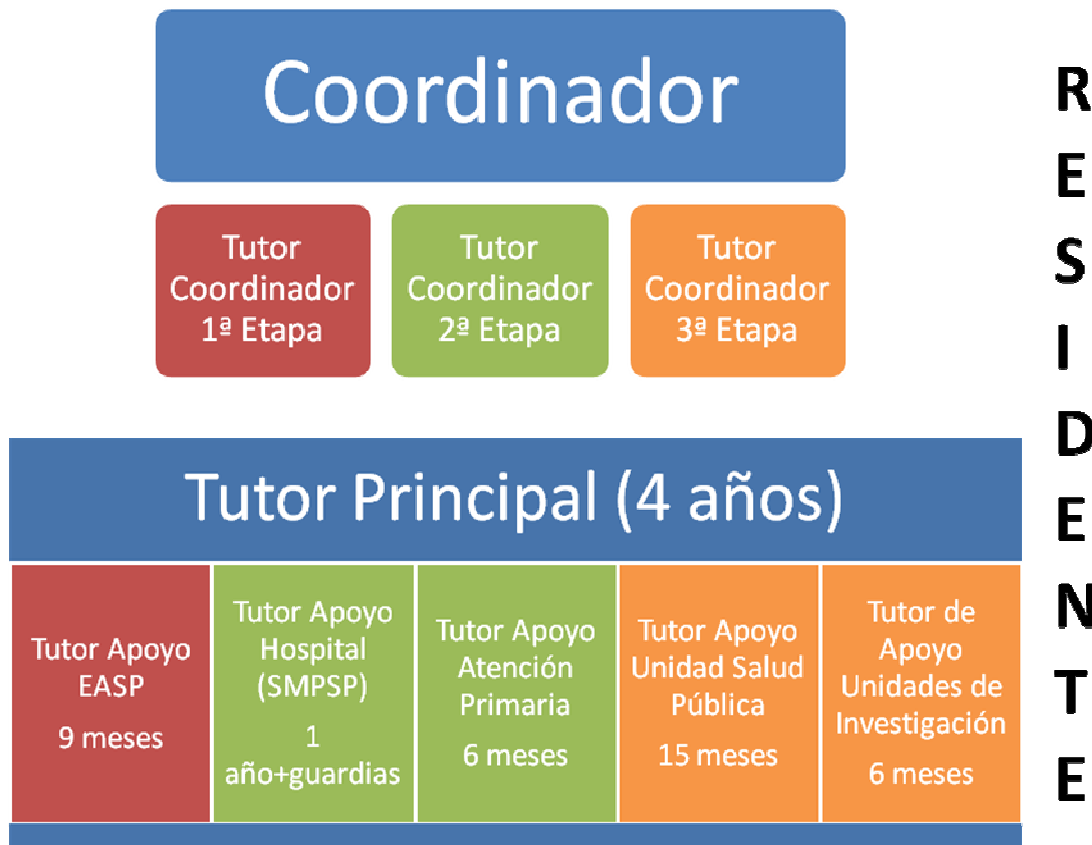 Coordinador
Tutor
Coordinador
1ª Etapa
Tutor
Coordinador
2ª Etapa
Tutor
Coordinador
3ª Etapa
Tutor Principal (4 años)
Tutor Apoyo
EASP
9 meses
Tutor Apoyo
Hospital
(SMPSP)
1
año+guardias
Tutor Apoyo
Atención
Primaria
6 meses
Tutor Apoyo
Unidad Salud
Pública
15 meses
Tutor de
Apoyo
Unidades de
Investigación
6 meses
R
E
S
I
D
E
N
T
E